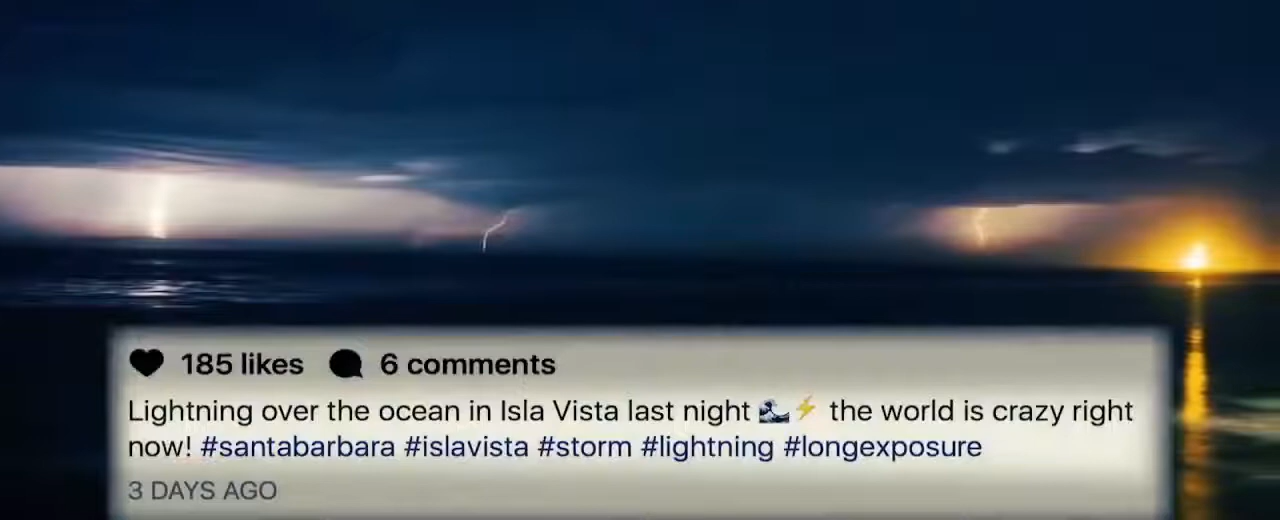 185 likes 6 comments
Lightning over the ocean in Isla Vista last night 🌊⚡ the world is crazy right
now! #santabarbara #islavista #storm #lightning #longexposure
3 DAYS AGO